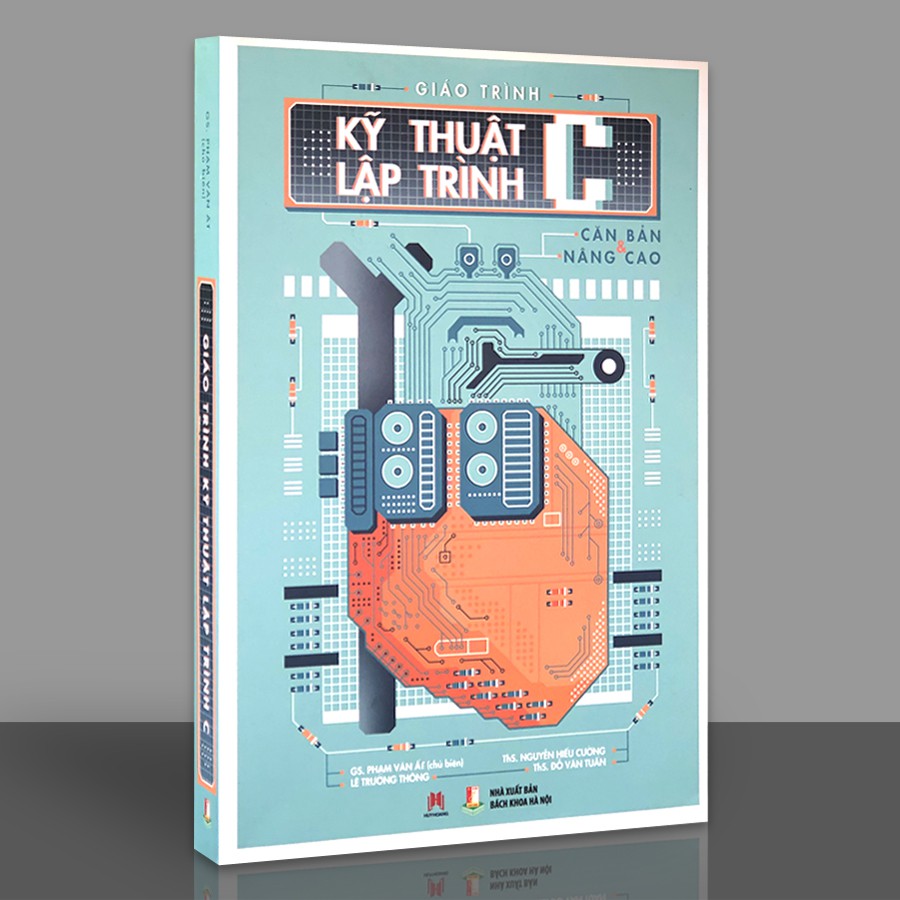 GIÁO TRÌNH
KỸ THUẬT
LẬP TRÌNH
C
CĂN BẢN
&
NÂNG CAO
GS. PHẠM VĂN ẤT (chủ biên)
LÊ TRƯỜNG THÔNG
ThS. NGUYỄN HIẾU CƯỜNG
ThS. ĐỖ VĂN TUẤN
HUYHOANG
NHÀ XUẤT BẢN
BÁCH KHOA HÀ NỘI
GS. PHẠM VĂN ẤT
(chủ biên)
GIÁO TRÌNH KỸ THUẬT LẬP TRÌNH C